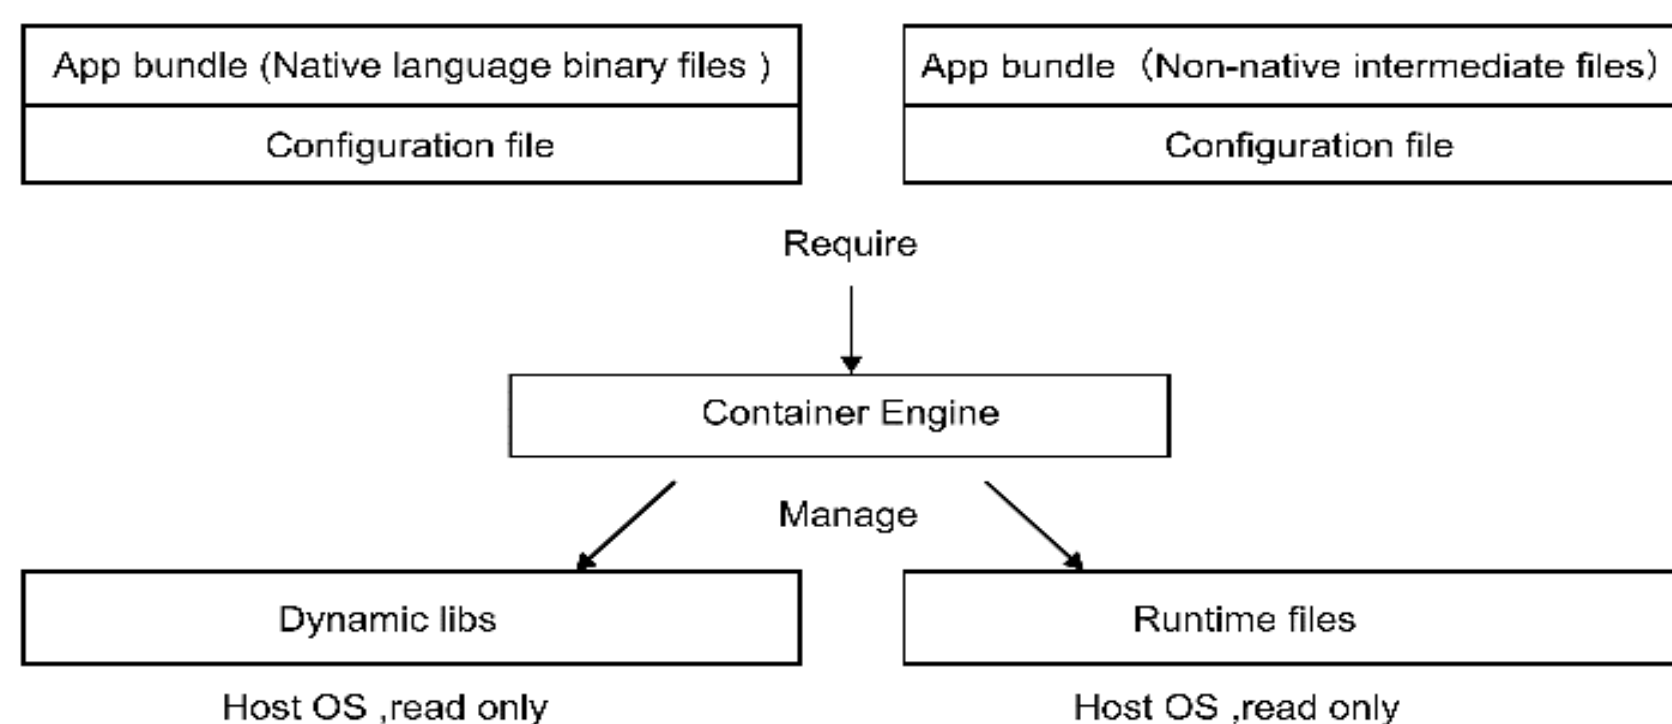 App bundle (Native language binary files )
Configuration file
App bundle（Non-native intermediate files）
Configuration file
Require
Container Engine
Manage
Dynamic libs
Runtime files
Host OS ,read only
Host OS ,read only